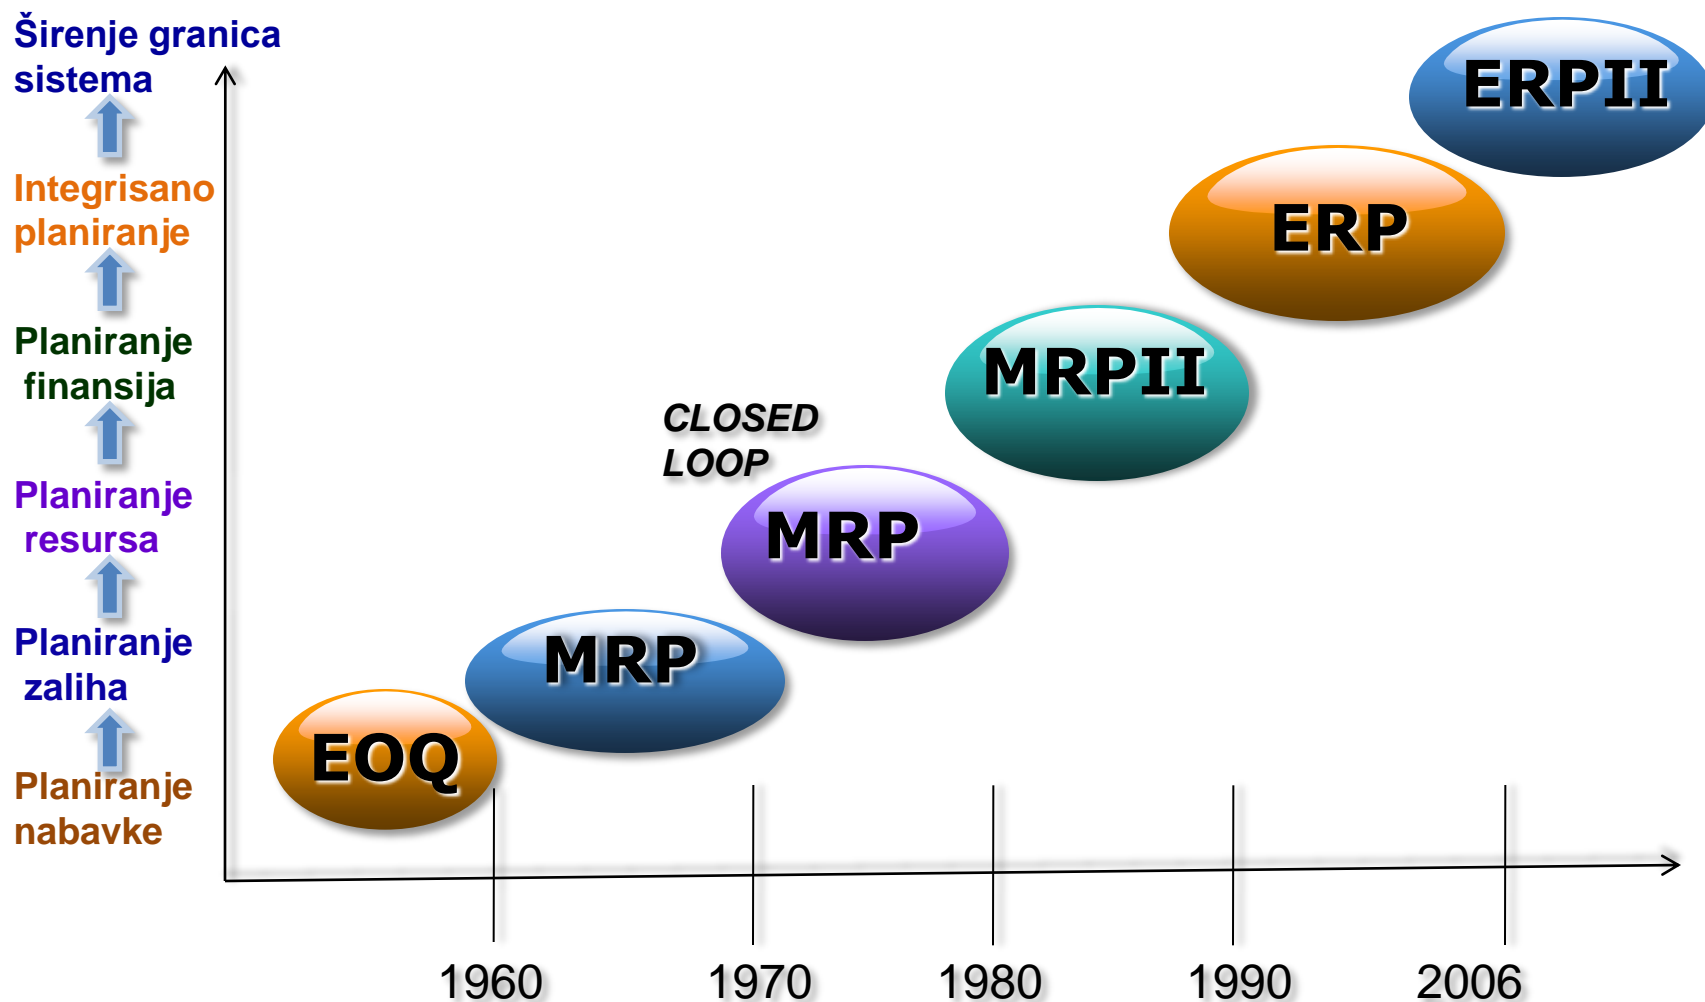 Širenje granica
sistema
Integrisano
planiranje
Planiranje
finansija
Planiranje
resursa
Planiranje
zaliha
Planiranje
nabavke
ERPII
ERP
MRPII
CLOSED
LOOP
MRP
MRP
EOQ
1960
1970
1980
1990
2006